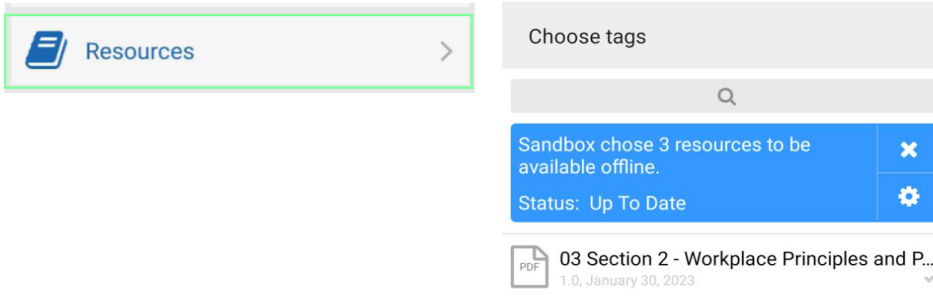 Resources
Choose tags
Sandbox chose 3 resources to be
available offline.
Status: Up To Date
PDF
03 Section 2 - Workplace Principles and P...
1.0, January 30, 2023